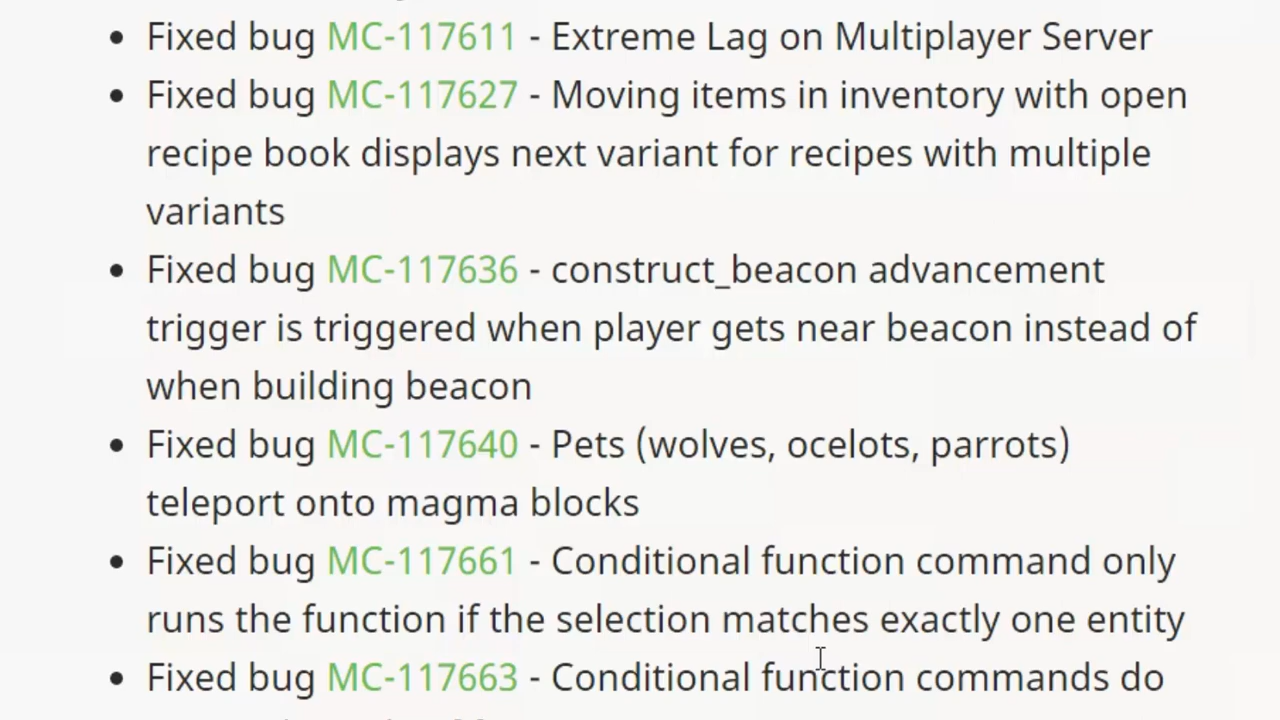 Fixed bug MC-117611 - Extreme Lag on Multiplayer Server
Fixed bug MC-117627 - Moving items in inventory with open
recipe book displays next variant for recipes with multiple
variants
Fixed bug MC-117636 - construct_beacon advancement
trigger is triggered when player gets near beacon instead of
when building beacon
Fixed bug MC-117640 - Pets (wolves, ocelots, parrots)
teleport onto magma blocks
Fixed bug MC-117661 - Conditional function command only
runs the function if the selection matches exactly one entity
Fixed bug MC-117663 - Conditional function commands do